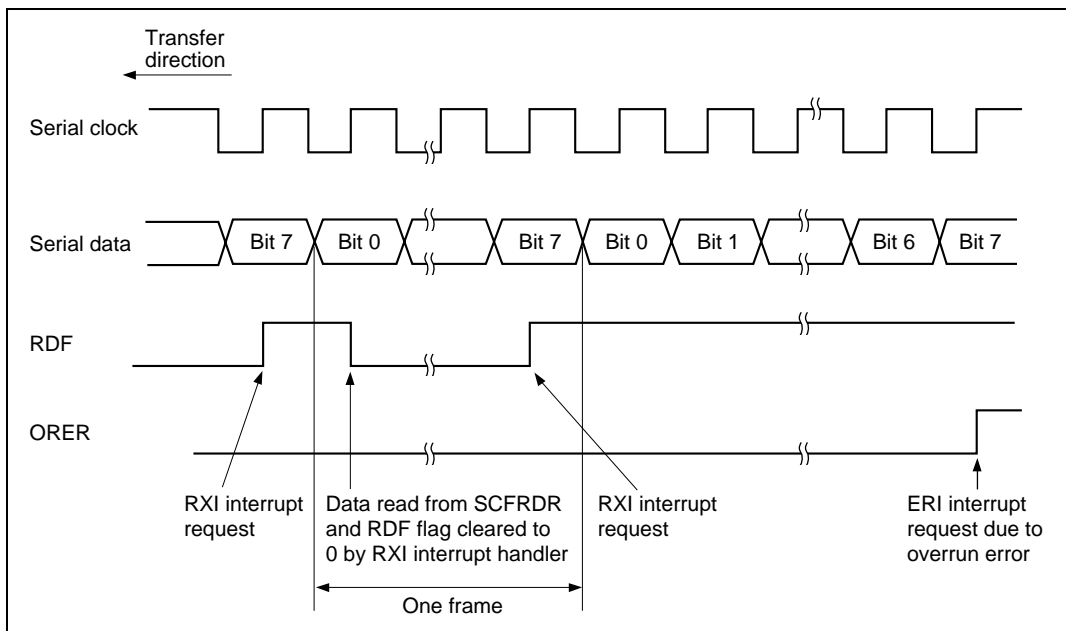 Transfer
direction
Serial clock
Serial data
Bit 7
Bit 0
Bit 7
Bit 0
Bit 1
Bit 6
Bit 7
RDF
ORER
RXI interrupt
request
Data read from SCFRDR
and RDF flag cleared to
0 by RXI interrupt handler
RXI interrupt
request
ERI interrupt
request due to
overrun error
One frame